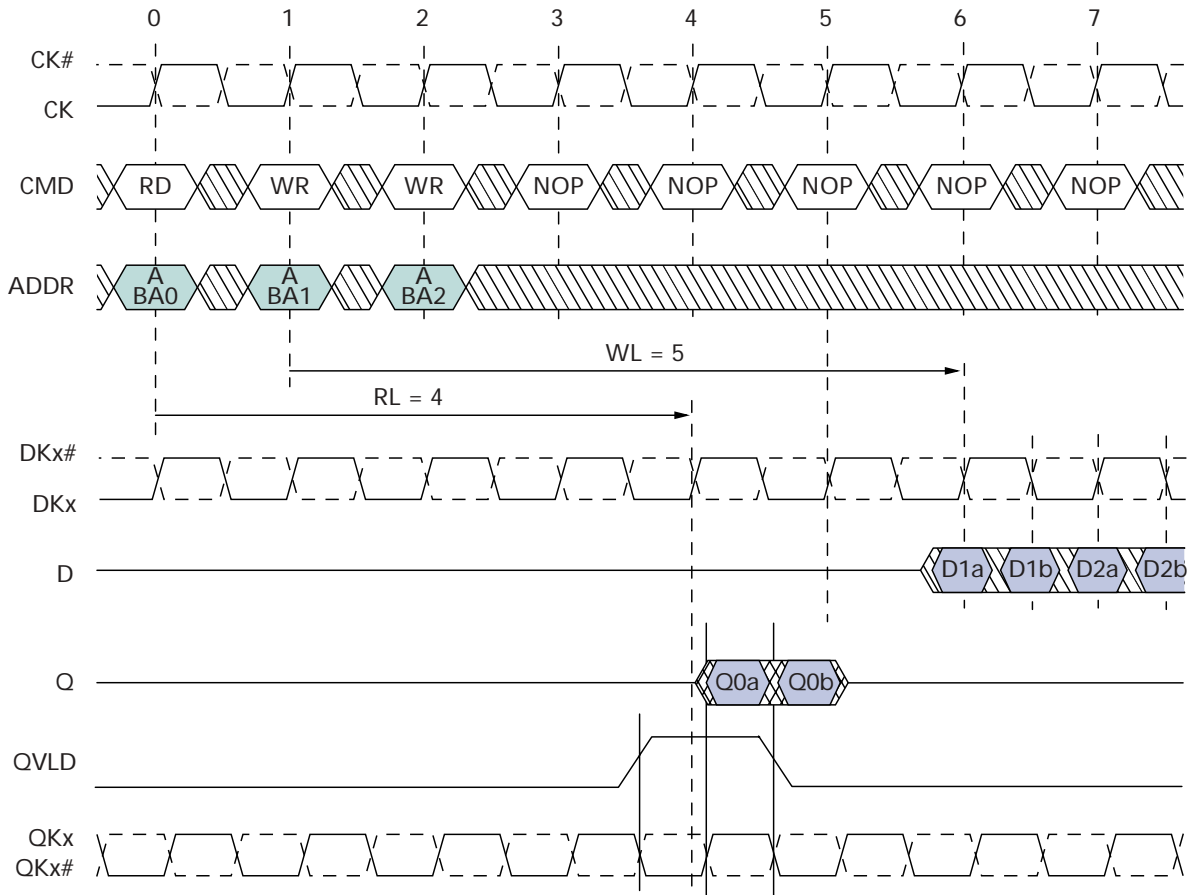 0 1 2 3 4 5 6 7
CK#
CK
CMD RD WR WR NOP NOP NOP NOP NOP
ADDR
A
BA0
A
BA1
A
BA2
WL = 5
RL = 4
DKx#
DKx
D D1a D1b D2a D2b
Q Q0a Q0b
QVLD
QKx
QKx#